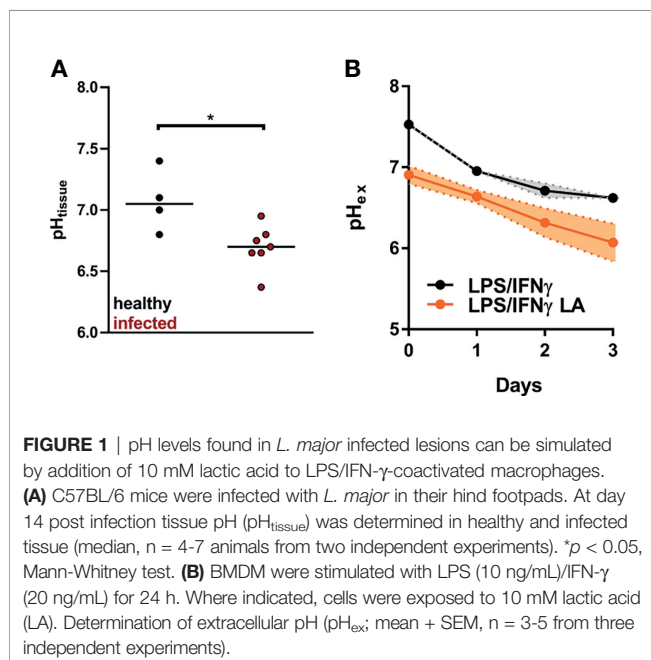 A
8.0
7.5
7.0
6.5
6.0
pHtissue
*
healthy
infected
B
8
7
6
5
pHex
LPS/IFNγ
LPS/IFNγ LA
0 1 2 3
Days
FIGURE 1 | pH levels found in L. major infected lesions can be simulated
by addition of 10 mM lactic acid to LPS/IFN-γ-coactivated macrophages.
(A) C57BL/6 mice were infected with L. major in their hind footpads. At day
14 post infection tissue pH (pHtissue) was determined in healthy and infected
tissue (median, n = 4-7 animals from two independent experiments). *p < 0.05,
Mann-Whitney test. (B) BMDM were stimulated with LPS (10 ng/mL)/IFN-γ
(20 ng/mL) for 24 h. Where indicated, cells were exposed to 10 mM lactic acid
(LA). Determination of extracellular pH (pHex; mean + SEM, n = 3-5 from three
independent experiments).